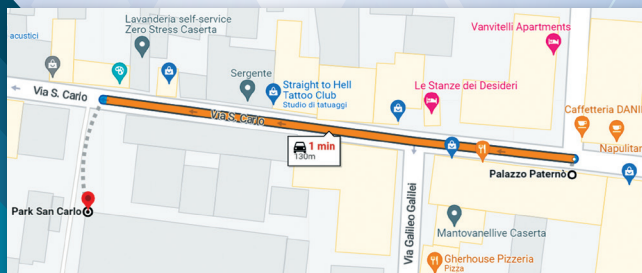 acustici
Lavanderia self-service
Zero Stress Caserta
Vanvitelli Apartments
Sergente
Straight to Hell
Tattoo Club
Studio di tatuaggi
Le Stanze dei Desideri
Caffetteria DANI
Napulitan
Via S. Carlo
Via S. Carlo
1 min
130m
Palazzo Paternò
Park San Carlo
Via Galileo Galilei
Mantovanellive Caserta
Gherhouse Pizzeria
Pizza